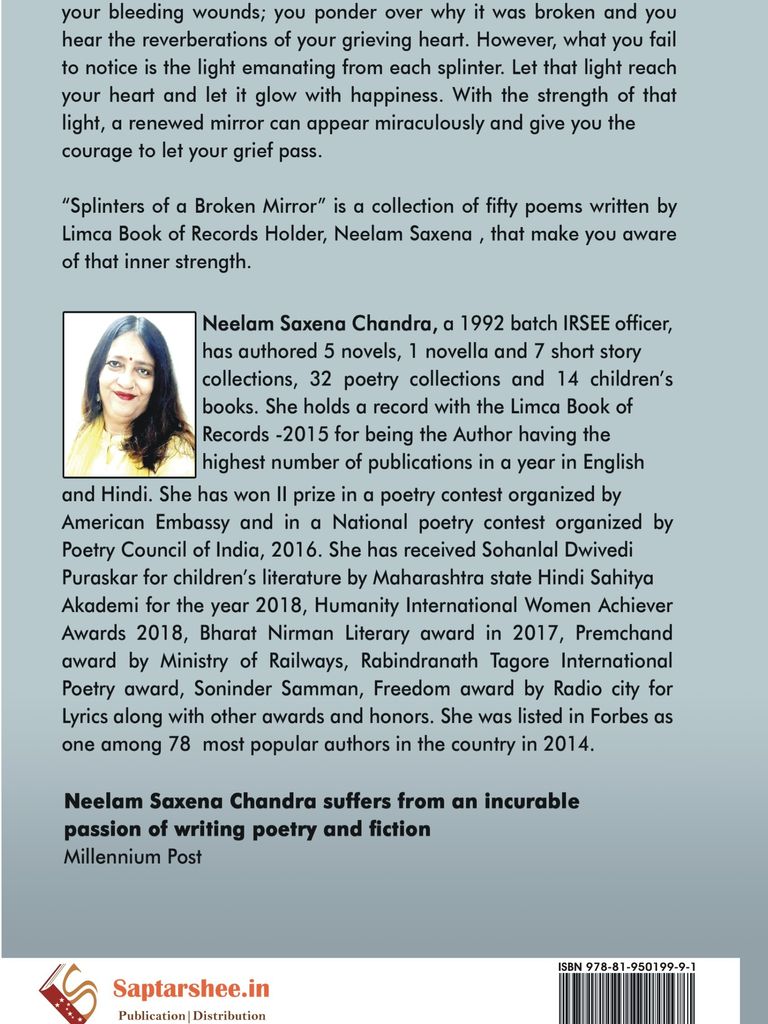 your bleeding wounds; you ponder over why it was broken and you
hear the reverberations of your grieving heart. However, what you fail
to notice is the light emanating from each splinter. Let that light reach
your heart and let it glow with happiness. With the strength of that
light, a renewed mirror can appear miraculously and give you the
courage to let your grief pass.
“Splinters of a Broken Mirror” is a collection of fifty poems written by
Limca Book of Records Holder, Neelam Saxena , that make you aware
of that inner strength.
Neelam Saxena Chandra, a 1992 batch IRSEE officer,
has authored 5 novels, 1 novella and 7 short story
collections, 32 poetry collections and 14 children’s
books. She holds a record with the Limca Book of
Records -2015 for being the Author having the
highest number of publications in a year in English
and Hindi. She has won II prize in a poetry contest organized by
American Embassy and in a National poetry contest organized by
Poetry Council of India, 2016. She has received Sohanlal Dwivedi
Puraskar for children’s literature by Maharashtra state Hindi Sahitya
Akademi for the year 2018, Humanity International Women Achiever
Awards 2018, Bharat Nirman Literary award in 2017, Premchand
award by Ministry of Railways, Rabindranath Tagore International
Poetry award, Soninder Samman, Freedom award by Radio city for
Lyrics along with other awards and honors. She was listed in Forbes as
one among 78 most popular authors in the country in 2014.
Neelam Saxena Chandra suffers from an incurable
passion of writing poetry and fiction
Millennium Post
ISBN 978-81-950199-9-1
Saptarshee.in
Publication|Distribution